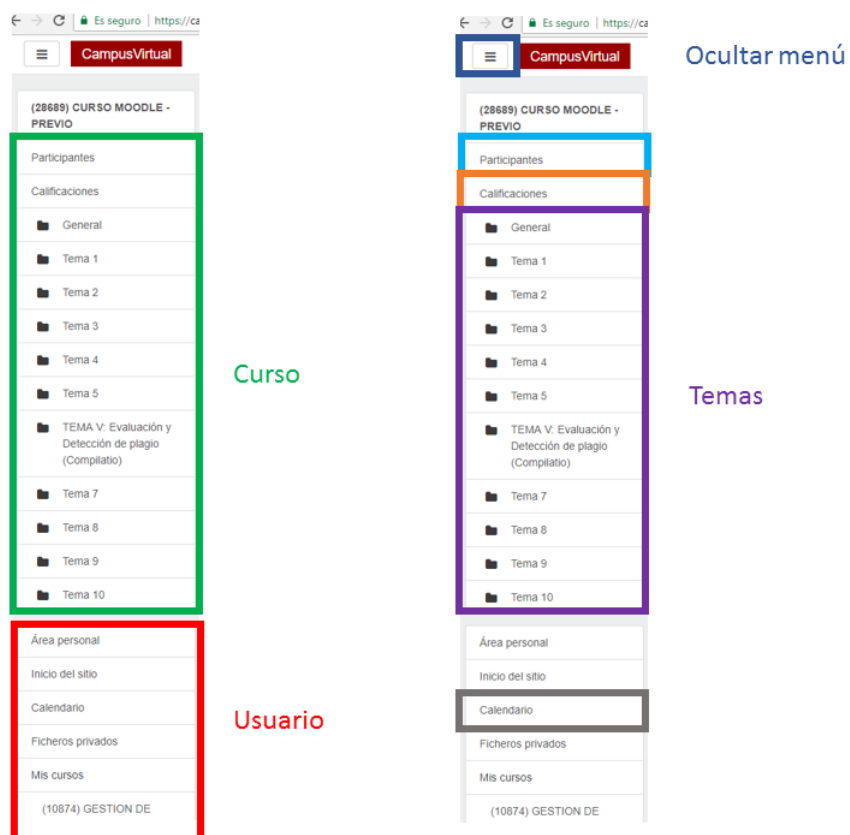 Es seguro | https://ca
CampusVirtual
(28689) CURSO MOODLE -
PREVIO
Participantes
Calificaciones
General
Tema 1
Tema 2
Tema 3
Tema 4
Tema 5
TEMA V: Evaluación y
Detección de plagio
(Compilatio)
Tema 7
Tema 8
Tema 9
Tema 10
Área personal
Inicio del sitio
Calendario
Ficheros privados
Mis cursos
(10874) GESTION DE
Curso
Usuario
Es seguro | https://ca
CampusVirtual
(28689) CURSO MOODLE -
PREVIO
Participantes
Calificaciones
General
Tema 1
Tema 2
Tema 3
Tema 4
Tema 5
TEMA V: Evaluación y
Detección de plagio
(Compilatio)
Tema 7
Tema 8
Tema 9
Tema 10
Área personal
Inicio del sitio
Calendario
Ficheros privados
Mis cursos
(10874) GESTION DE
Ocultar menú
Temas